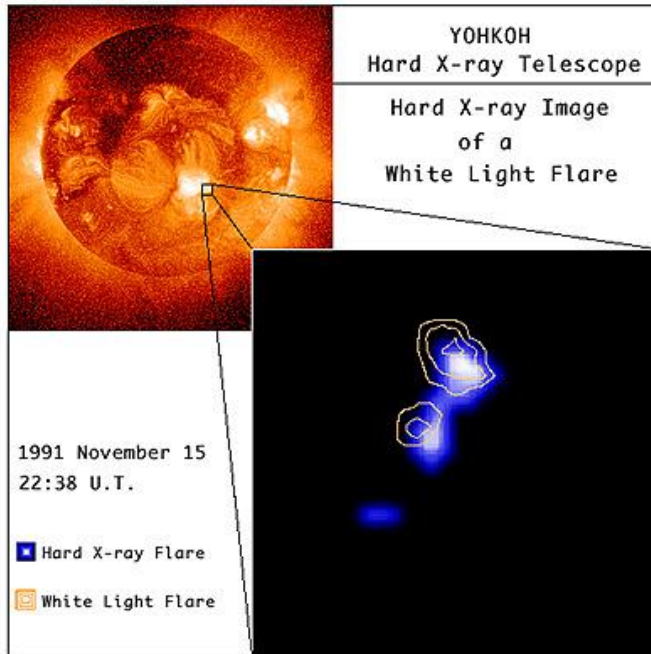 YOHKOH
Hard X-ray Telescope
Hard X-ray Image
of a
White Light Flare
1991 November 15
22:38 U.T.
Hard X-ray Flare
White Light Flare